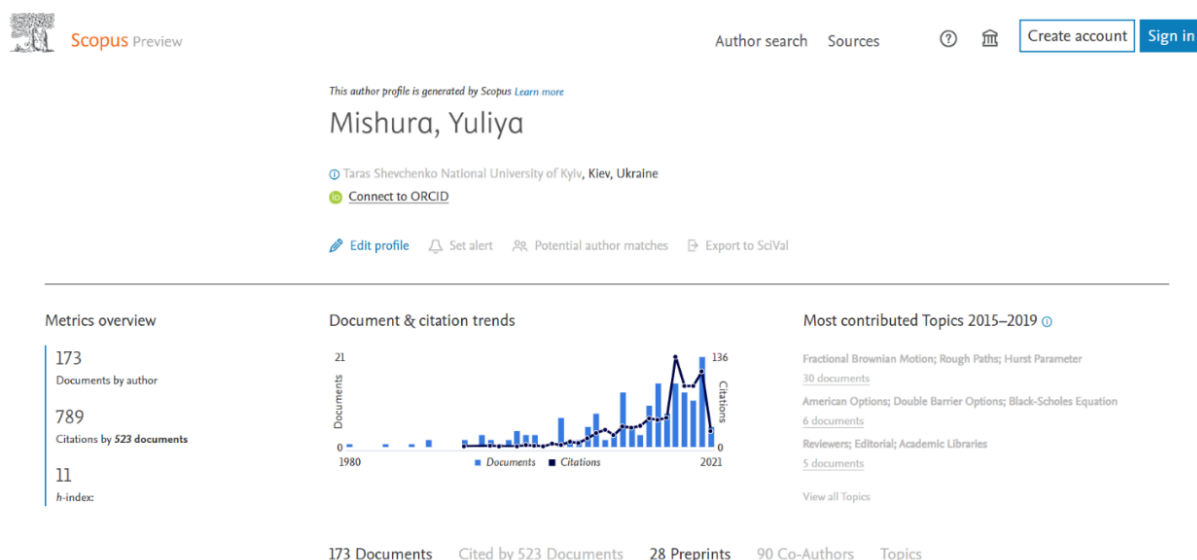 Scopus Preview
Author search Sources
Create account Sign in
This author profile is generated by Scopus Learn more
Mishura, Yuliya
Taras Shevchenko National University of Kyiv, Kiev, Ukraine
iD Connect to ORCID
Edit profile Set alert Potential author matches Export to SciVal
Metrics overview
173
Documents by author
789
Citations by 523 documents
11
h-index:
Document & citation trends
21 136
Documents
Citations
0 0
1980 2021
Documents Citations
Most contributed Topics 2015–2019
Fractional Brownian Motion; Rough Paths; Hurst Parameter
30 documents
American Options; Double Barrier Options; Black-Scholes Equation
6 documents
Reviewers; Editorial; Academic Libraries
5 documents
View all Topics
173 Documents Cited by 523 Documents 28 Preprints 90 Co-Authors Topics